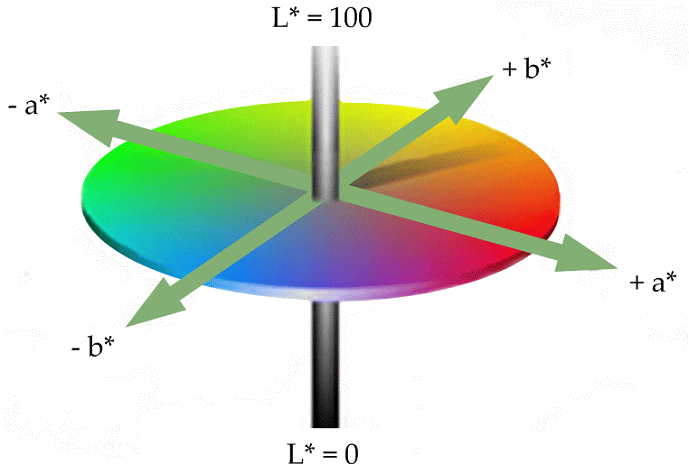 L* = 100
+ b*
- a*
+ a*
- b*
L* = 0